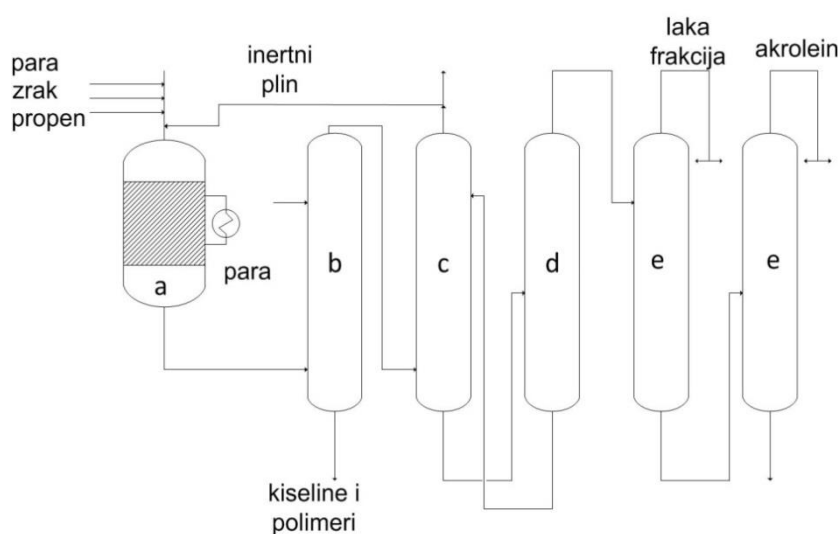 para
zrak
propen
inertni
plin
laka
frakcija
akrolein
a
para
b
c
d
e
e
kiseline i
polimeri